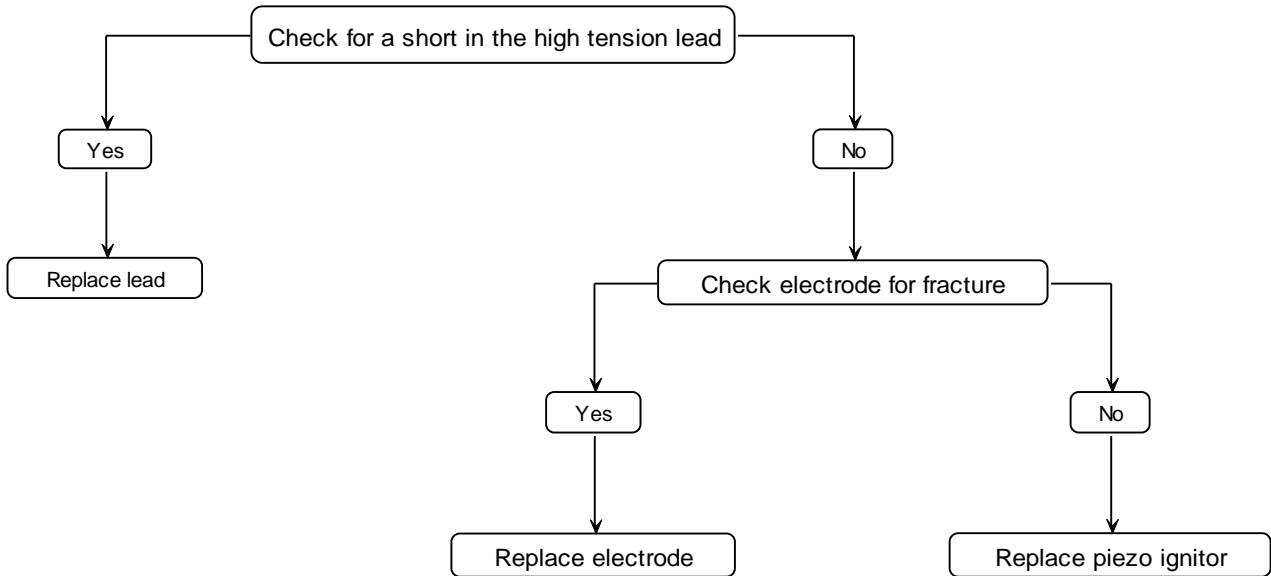 Check for a short in the high tension lead
Yes
No
Replace lead
Check electrode for fracture
Yes
No
Replace electrode
Replace piezo ignitor